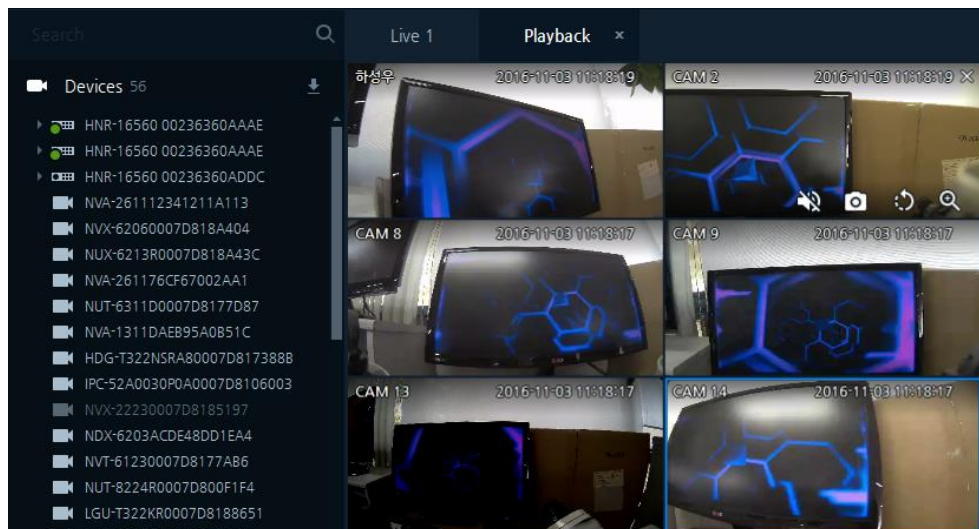 Search
Live 1
Playback ×
Devices 56
HNR-16560 00236360AAAE
HNR-16560 00236360AAAE
HNR-16560 00236360ADDC
NVA-261112341211A113
NVX-62060007D818A404
NUX-6213R0007D818A43C
NVA-261176CF67002AA1
NUT-6311D0007D8177D87
NVA-1311DAEB95A0B51C
HDG-T322NSRA80007D817388B
IPC-52A0030P0A0007D8106003
NVX-22230007D8185197
NDX-6203ACDE48DD1EA4
NVT-61230007D8177AB6
NUT-8224R0007D800F1F4
LGU-T322KR0007D8188651
하성우 2016-11-03 11:18:19
CAM 2 2016-11-03 11:18:19
CAM 8 2016-11-03 11:18:17
CAM 9 2016-11-03 11:18:17
CAM 13 2016-11-03 11:18:17
CAM 14 2016-11-03 11:18:17